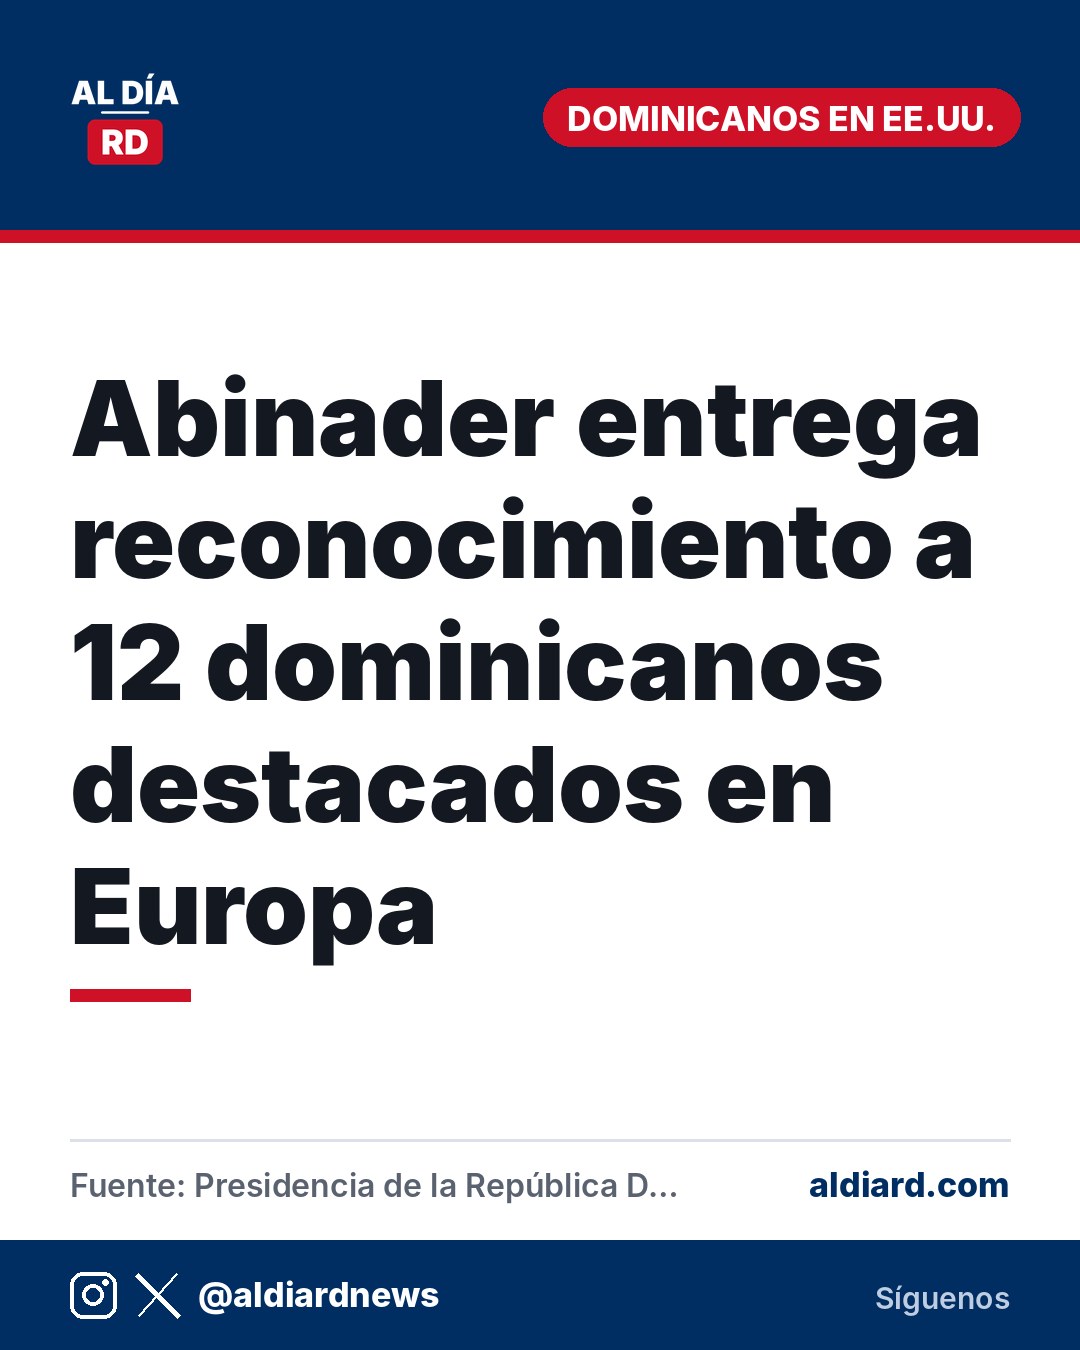 AL DÍA
RD
DOMINICANOS EN EE.UU.
Abinader entrega
reconocimiento a
12 dominicanos
destacados en
Europa
Fuente: Presidencia de la República D...
aldiard.com
@aldiardnews
Síguenos